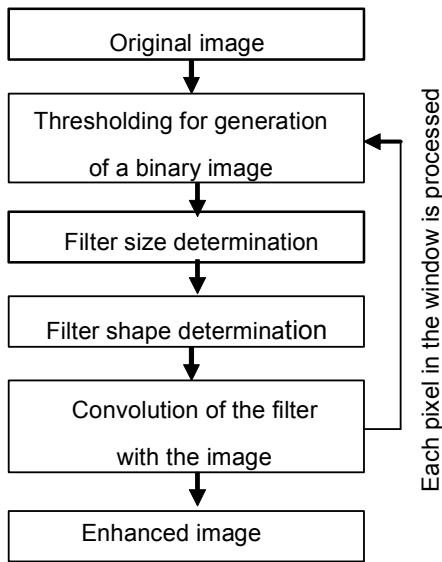 Original image
Thresholding for generation
of a binary image
Filter size determination
Filter shape determination
Convolution of the filter
with the image
Enhanced image
Each pixel in the window is processed